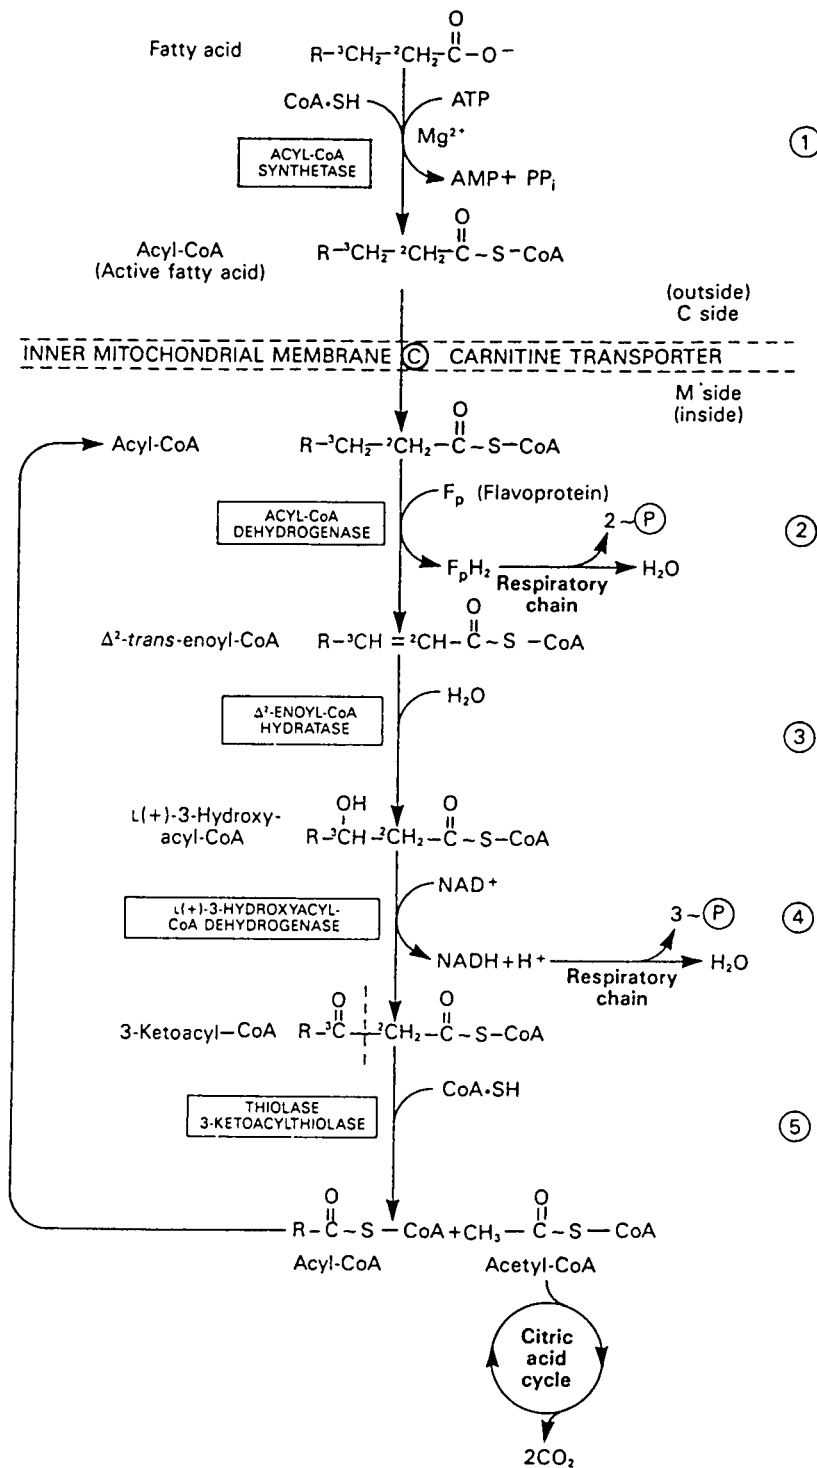 O
Fatty acid R–³CH₂–²CH₂–C–O⁻
CoA•SH ATP
Mg²⁺
①
ACYL-CoA
SYNTHETASE
AMP + PPᵢ
O
Acyl-CoA
(Active fatty acid)
R–³CH₂–²CH₂–C~S–CoA
(outside)
C side
INNER MITOCHONDRIAL MEMBRANE Ⓒ CARNITINE TRANSPORTER
M side
(inside)
O
Acyl-CoA R–³CH₂–²CH₂–C~S–CoA
Fₚ (Flavoprotein)
ACYL-CoA
DEHYDROGENASE
2~Ⓟ
②
FₚH₂ H₂O
Respiratory
chain
O
Δ²-trans-enoyl-CoA R–³CH=²CH–C~S–CoA
H₂O
Δ²-ENOYL-CoA
HYDRATASE
③
OH O
L(+)-3-Hydroxy-
acyl-CoA
R–³CH–²CH₂–C~S–CoA
NAD⁺
L(+)-3-HYDROXYACYL-
CoA DEHYDROGENASE
3~Ⓟ
④
NADH+H⁺ H₂O
Respiratory
chain
O O
3-Ketoacyl–CoA R–³C–²CH₂–C~S–CoA
CoA•SH
THIOLASE
3-KETOACYLTHIOLASE
⑤
O O
R–C~S–CoA+CH₃–C~S–CoA
Acyl-CoA Acetyl-CoA
Citric
acid
cycle
2CO₂